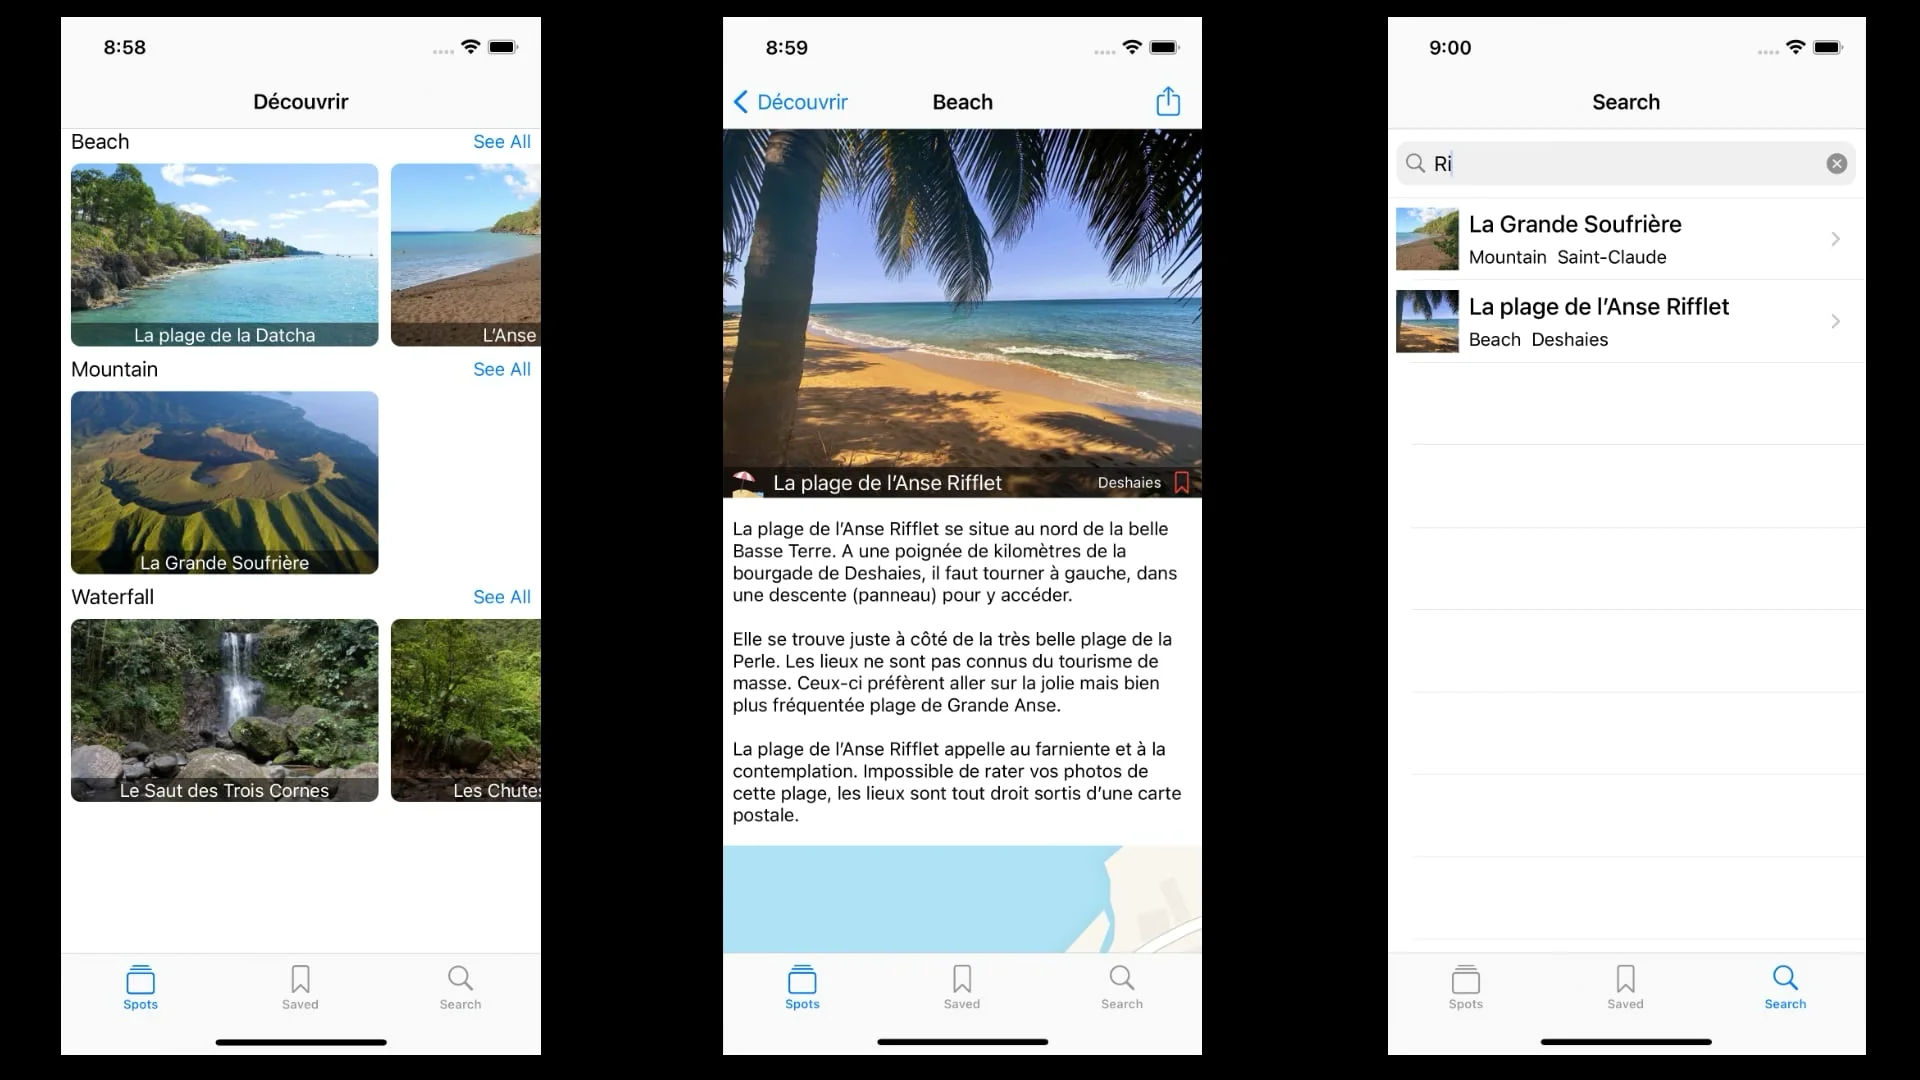 8:58
Découvrir
Beach
See All
La plage de la Datcha
L’Anse
Mountain
See All
La Grande Soufrière
Waterfall
See All
Le Saut des Trois Cornes
Les Chutes
Spots
Saved
Search
8:59
Découvrir
Beach
La plage de l’Anse Rifflet
Deshaies
La plage de l’Anse Rifflet se situe au nord de la belle
Basse Terre. A une poignée de kilomètres de la
bourgade de Deshaies, il faut tourner à gauche, dans
une descente (panneau) pour y accéder.
Elle se trouve juste à côté de la très belle plage de la
Perle. Les lieux ne sont pas connus du tourisme de
masse. Ceux-ci préfèrent aller sur la jolie mais bien
plus fréquentée plage de Grande Anse.
La plage de l’Anse Rifflet appelle au farniente et à la
contemplation. Impossible de rater vos photos de
cette plage, les lieux sont tout droit sortis d’une carte
postale.
Spots
Saved
Search
9:00
Search
Ri
La Grande Soufrière
Mountain Saint-Claude
La plage de l’Anse Rifflet
Beach Deshaies
Spots
Saved
Search